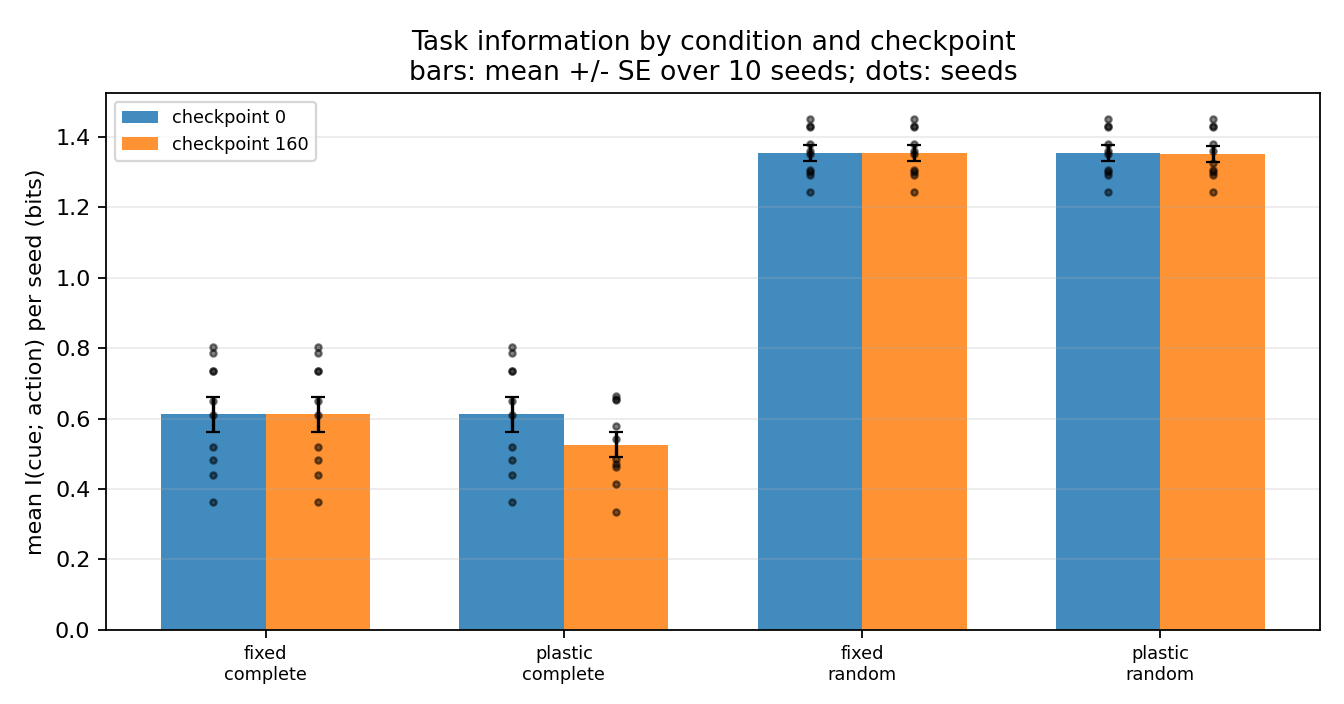 Task information by condition and checkpoint
bars: mean +/- SE over 10 seeds; dots: seeds
checkpoint 0
checkpoint 160
mean I(cue; action) per seed (bits)
1.4
1.2
1.0
0.8
0.6
0.4
0.2
0.0
fixed
complete
plastic
complete
fixed
random
plastic
random